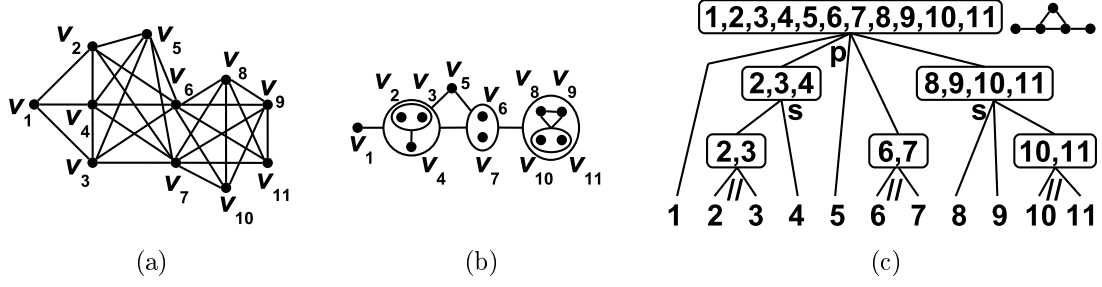 v2
v5
v6
v8
v9
v1
v4
v3
v7
v10
v11
(a)
v2 v3 v5 v6 v8 v9
v1 v4 v7 v10 v11
(b)
1,2,3,4,5,6,7,8,9,10,11
p
2,3,4
8,9,10,11
s
s
2,3
6,7
10,11
//
//
//
1 2 3 4 5 6 7 8 9 10 11
(c)